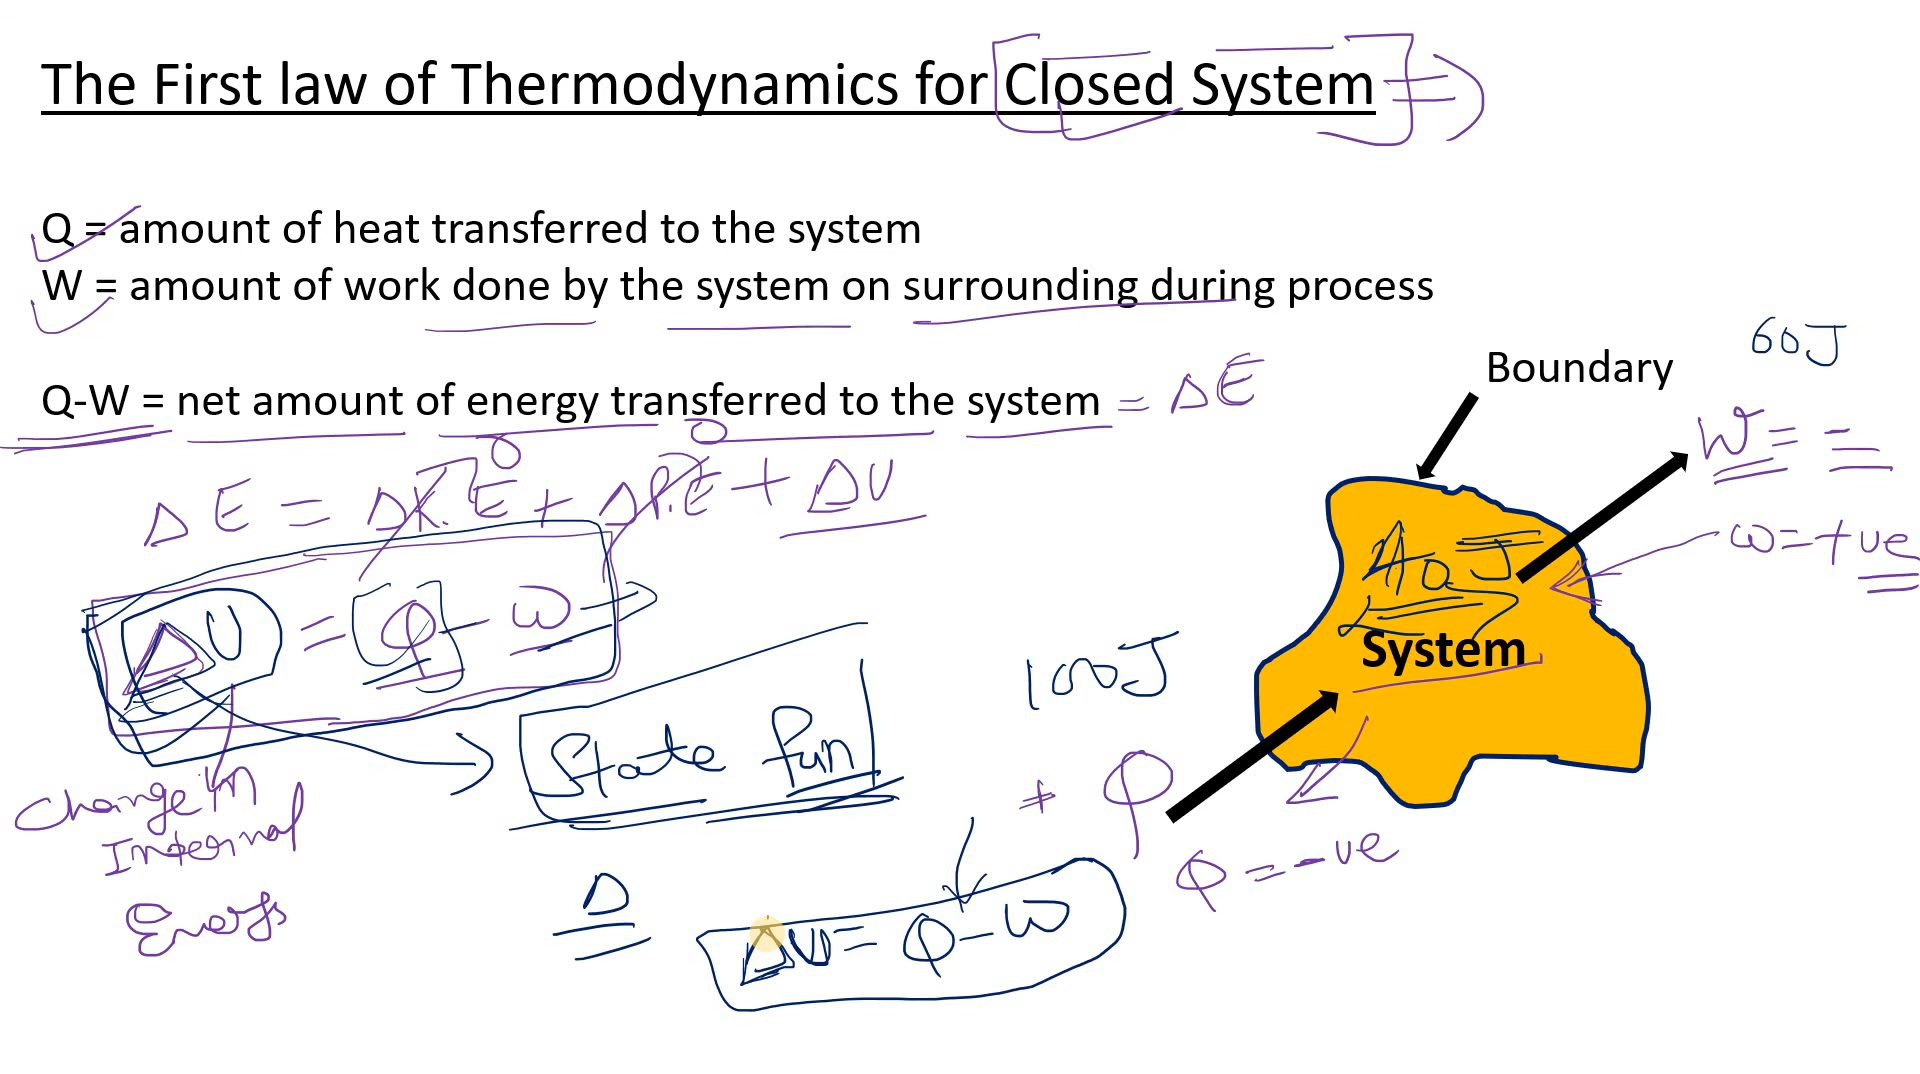 The First law of Thermodynamics for Closed System
Q = amount of heat transferred to the system
W = amount of work done by the system on surrounding during process
Q-W = net amount of energy transferred to the system = ΔE
0 0
ΔE = ΔK.E + ΔP.E + ΔU
ΔU = Q - W
Change in
Internal
Energy
State fun
Δ
ΔU = Q - W
Boundary
60J
W = =
W = +ve
40J
System
100J
+ Q
Q = -ve